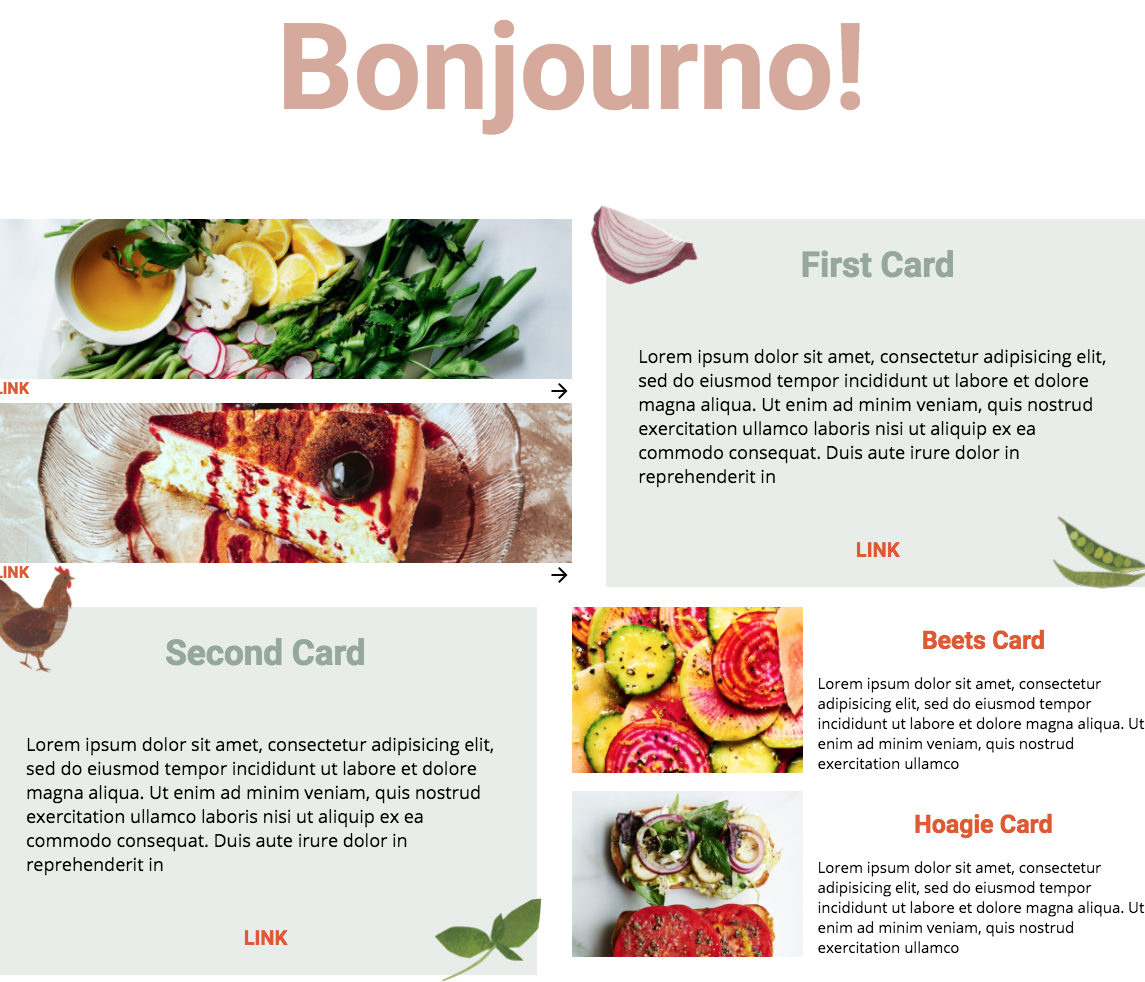 Bonjourno!
LINK
LINK
First Card
Lorem ipsum dolor sit amet, consectetur adipisicing elit,
sed do eiusmod tempor incididunt ut labore et dolore
magna aliqua. Ut enim ad minim veniam, quis nostrud
exercitation ullamco laboris nisi ut aliquip ex ea
commodo consequat. Duis aute irure dolor in
reprehenderit in
LINK
Second Card
Lorem ipsum dolor sit amet, consectetur adipisicing elit,
sed do eiusmod tempor incididunt ut labore et dolore
magna aliqua. Ut enim ad minim veniam, quis nostrud
exercitation ullamco laboris nisi ut aliquip ex ea
commodo consequat. Duis aute irure dolor in
reprehenderit in
LINK
Beets Card
Lorem ipsum dolor sit amet, consectetur
adipisicing elit, sed do eiusmod tempor
incididunt ut labore et dolore magna aliqua. Ut
enim ad minim veniam, quis nostrud
exercitation ullamco
Hoagie Card
Lorem ipsum dolor sit amet, consectetur
adipisicing elit, sed do eiusmod tempor
incididunt ut labore et dolore magna aliqua. Ut
enim ad minim veniam, quis nostrud
exercitation ullamco